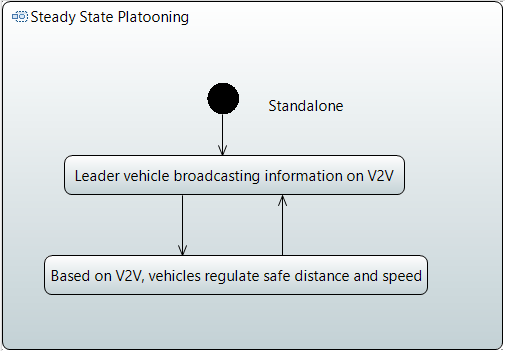 Steady State Platooning
Standalone
Leader vehicle broadcasting information on V2V
Based on V2V, vehicles regulate safe distance and speed